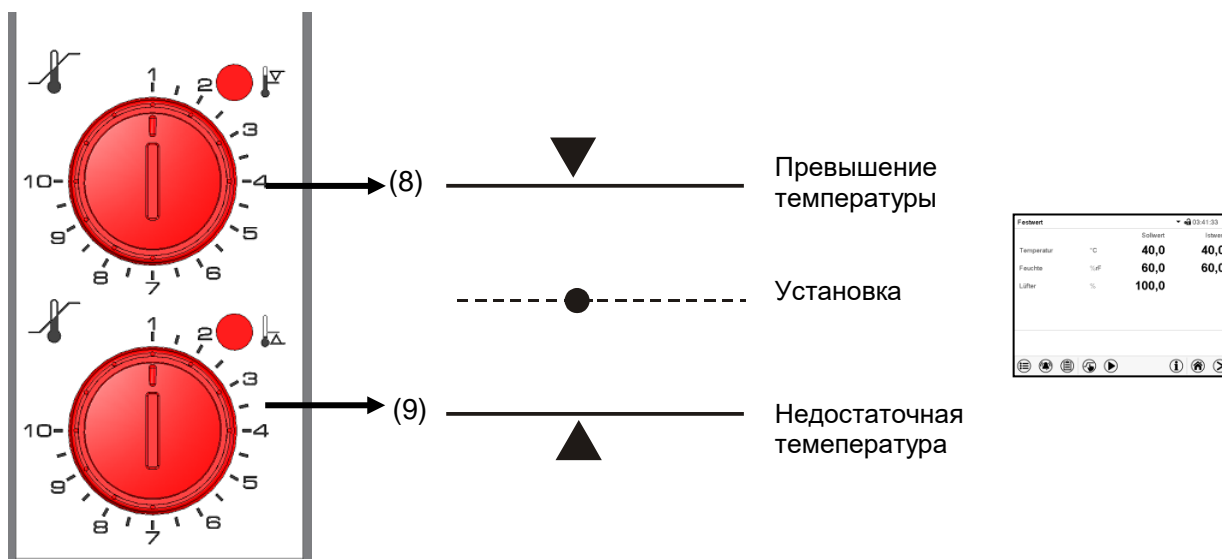 1
2
3
4
5
6
7
8
9
10
1
2
3
4
5
6
7
8
9
10
(8)
Превышение
температуры
Установка
(9)
Недостаточная
темепература
Festwert 03:41:33
Sollwert Istwer
Temperatur °C 40,0 40,0
Feuchte %rF 60,0 60,0
Lüfter % 100,0